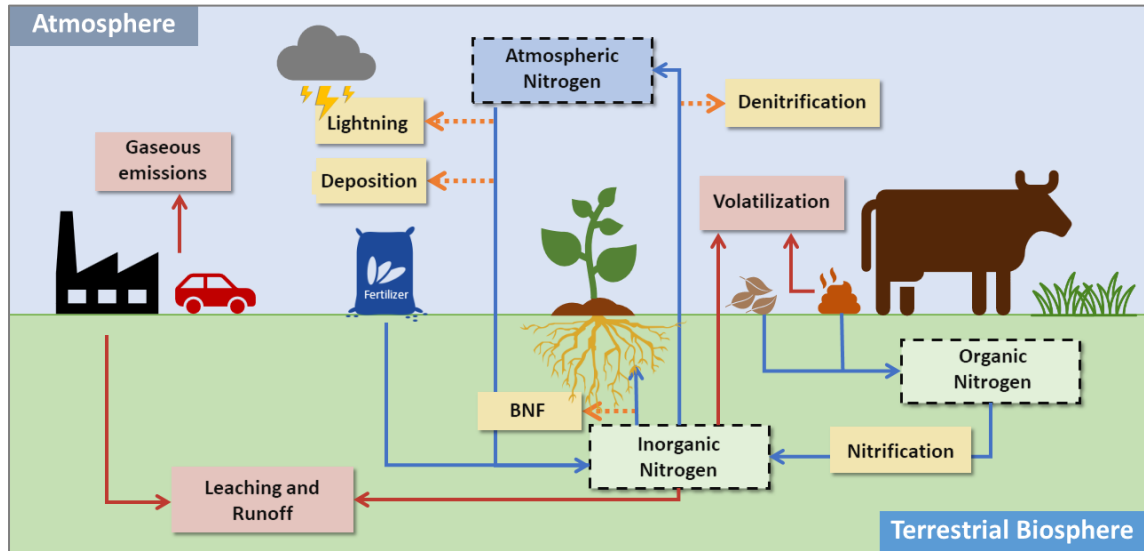 Atmosphere
Atmospheric
Nitrogen
Denitrification
Lightning
Gaseous
emissions
Deposition
Volatilization
Fertilizer
Organic
Nitrogen
BNF
Inorganic
Nitrogen
Nitrification
Leaching and
Runoff
Terrestrial Biosphere